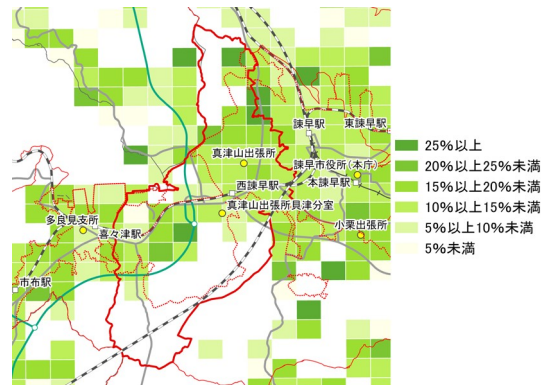 諫早駅
東諫早駅
真津山出張所
諫早市役所(本庁)
西諫早駅
本諫早駅
真津山出張所貝津分室
多良見支所
喜々津駅
小栗出張所
市布駅
25%以上
20%以上25%未満
15%以上20%未満
10%以上15%未満
5%以上10%未満
5%未満